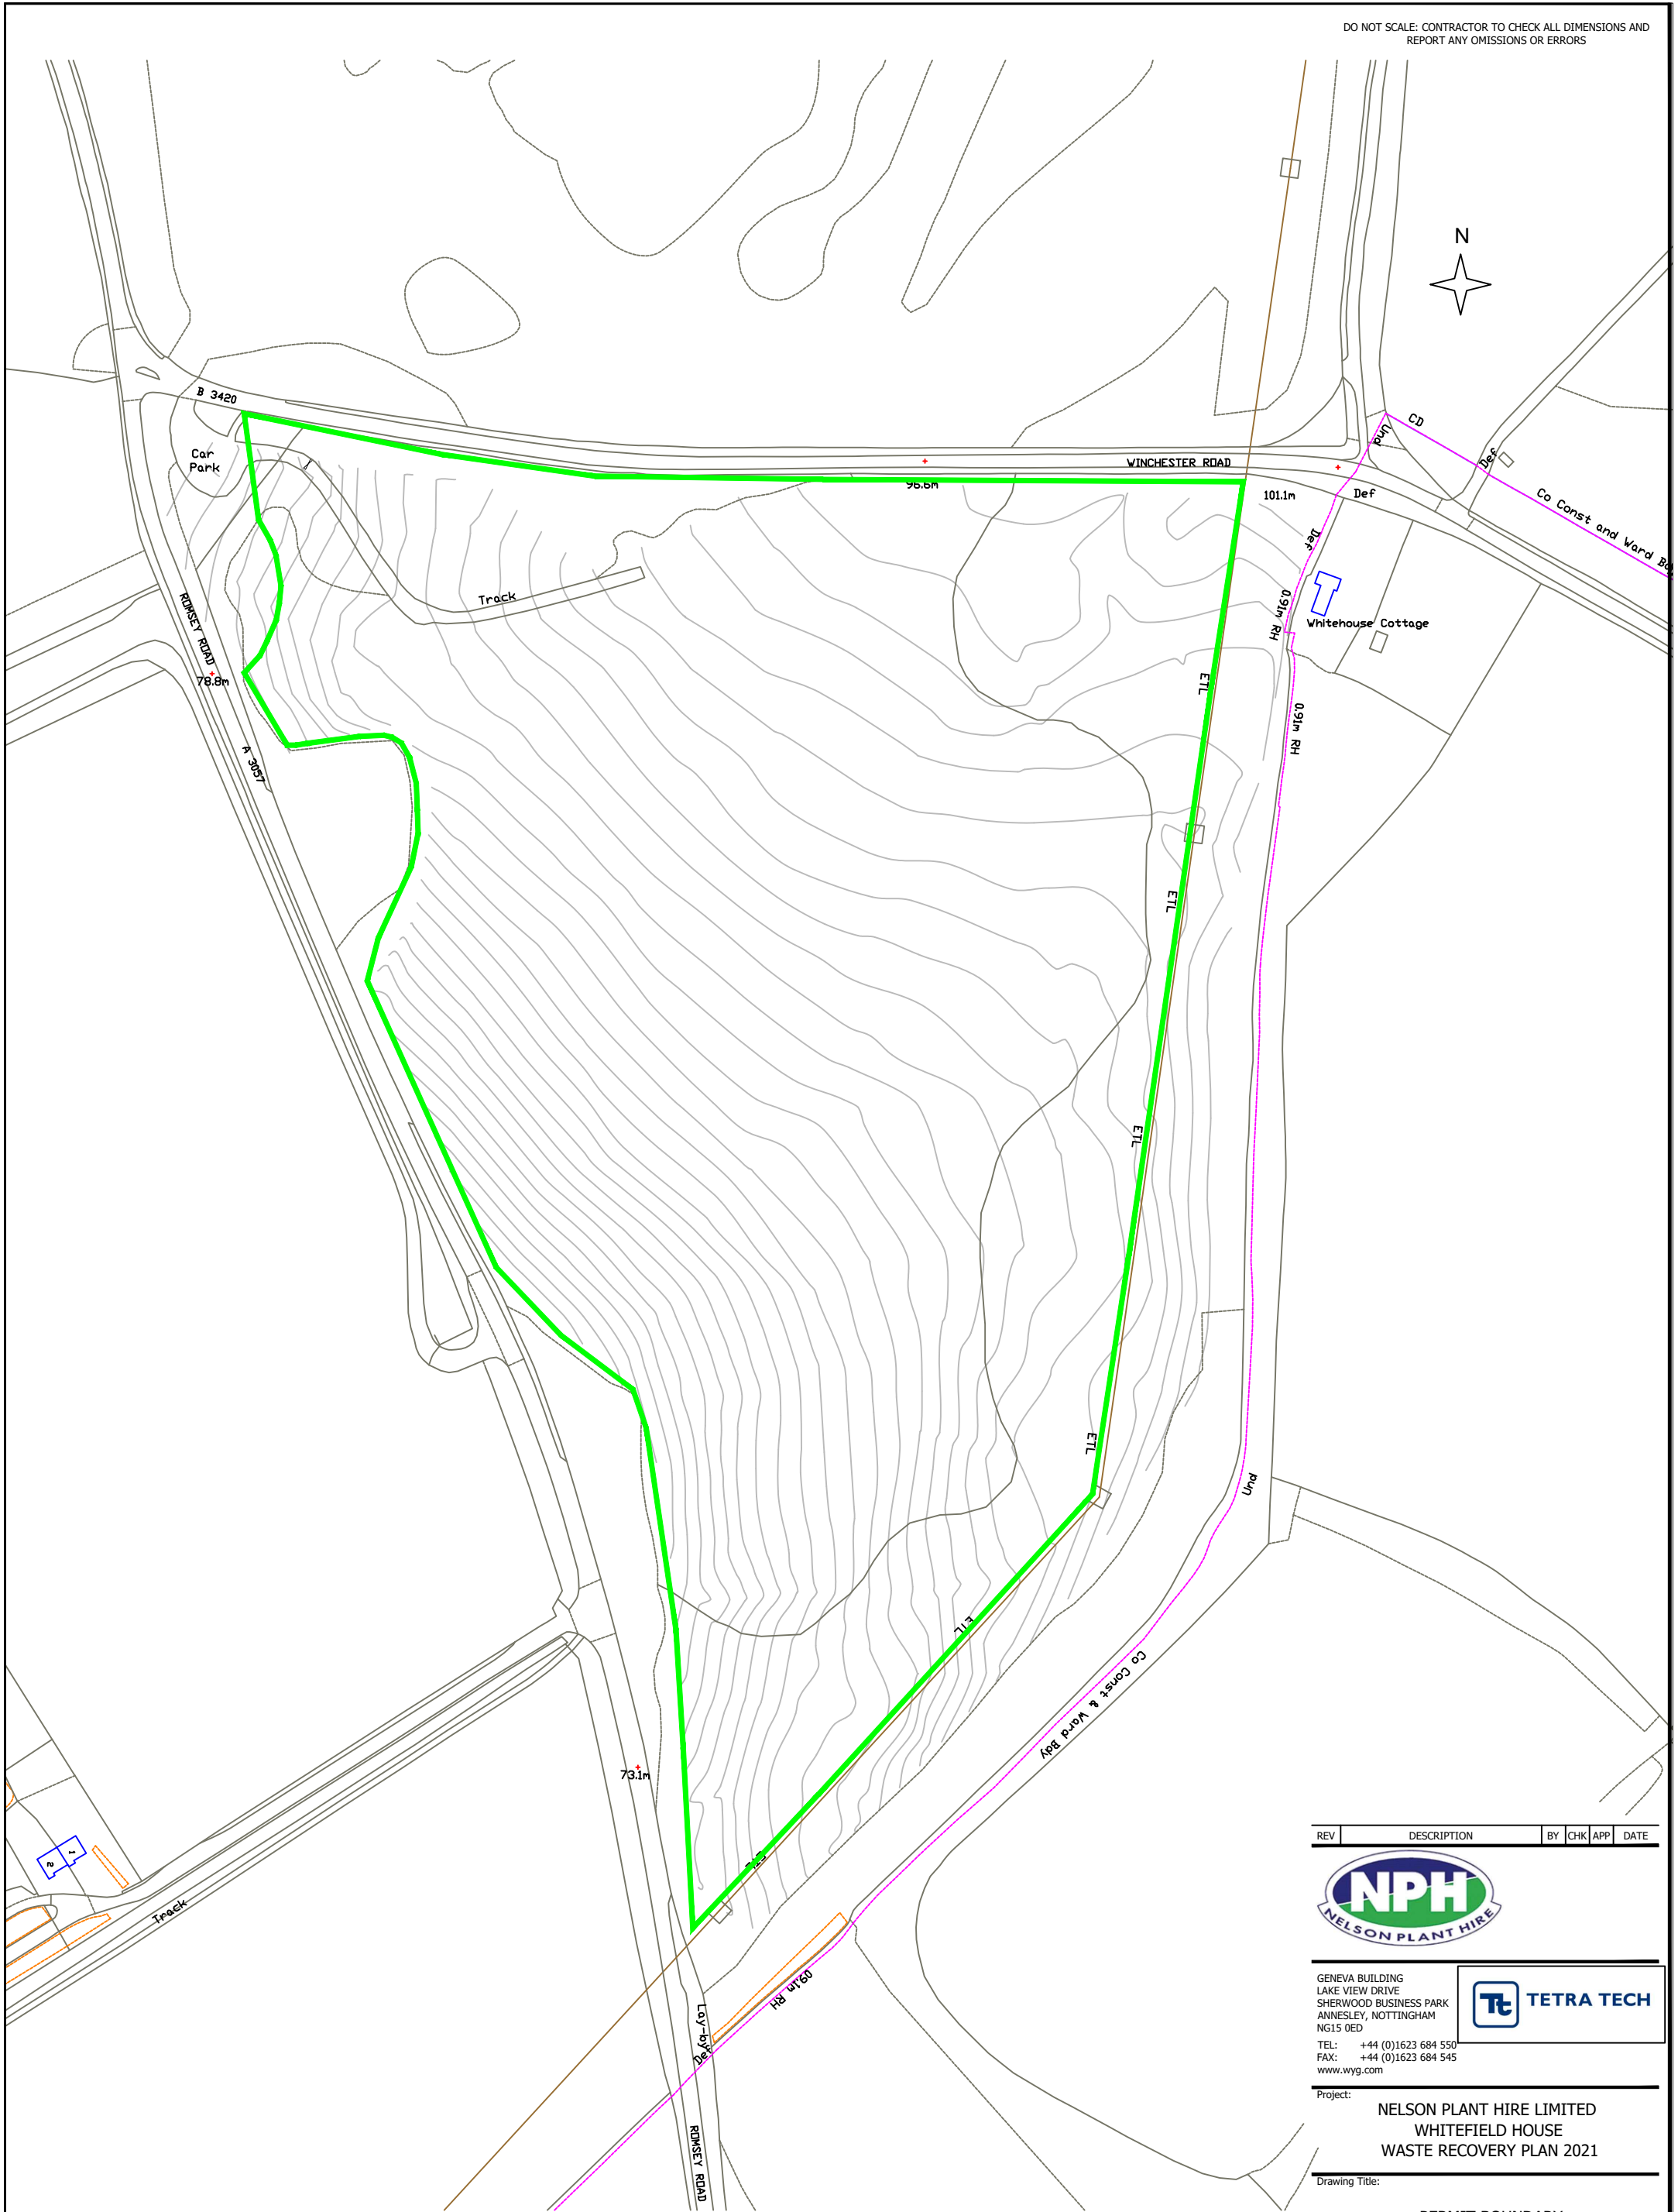 DO NOT SCALE: CONTRACTOR TO CHECK ALL DIMENSIONS AND
REPORT ANY OMISSIONS OR ERRORS
N
B 3420
Car
Park
WINCHESTER ROAD
96.6m
101.1m
CD
Und
Def
Def
Def
Co Const and Ward
0.91m RH
Whitehouse Cottage
Track
ROMSEY ROAD
78.8m
A 3057
ETL
0.91m RH
ETL
ETL
ETL
Und
ETL
Co Const & Ward Bdy
73.1m
ETL
1
2
Track
0.91m RH
Lay-by
Def
ROMSEY ROAD
REV DESCRIPTION BY CHK APP DATE
NPH
NELSON PLANT HIRE
GENEVA BUILDING
LAKE VIEW DRIVE
SHERWOOD BUSINESS PARK
ANNESLEY, NOTTINGHAM
NG15 0ED
TEL: +44 (0)1623 684 550
FAX: +44 (0)1623 684 545
www.wyg.com
Tt TETRA TECH
Project:
NELSON PLANT HIRE LIMITED
WHITEFIELD HOUSE
WASTE RECOVERY PLAN 2021
Drawing Title: